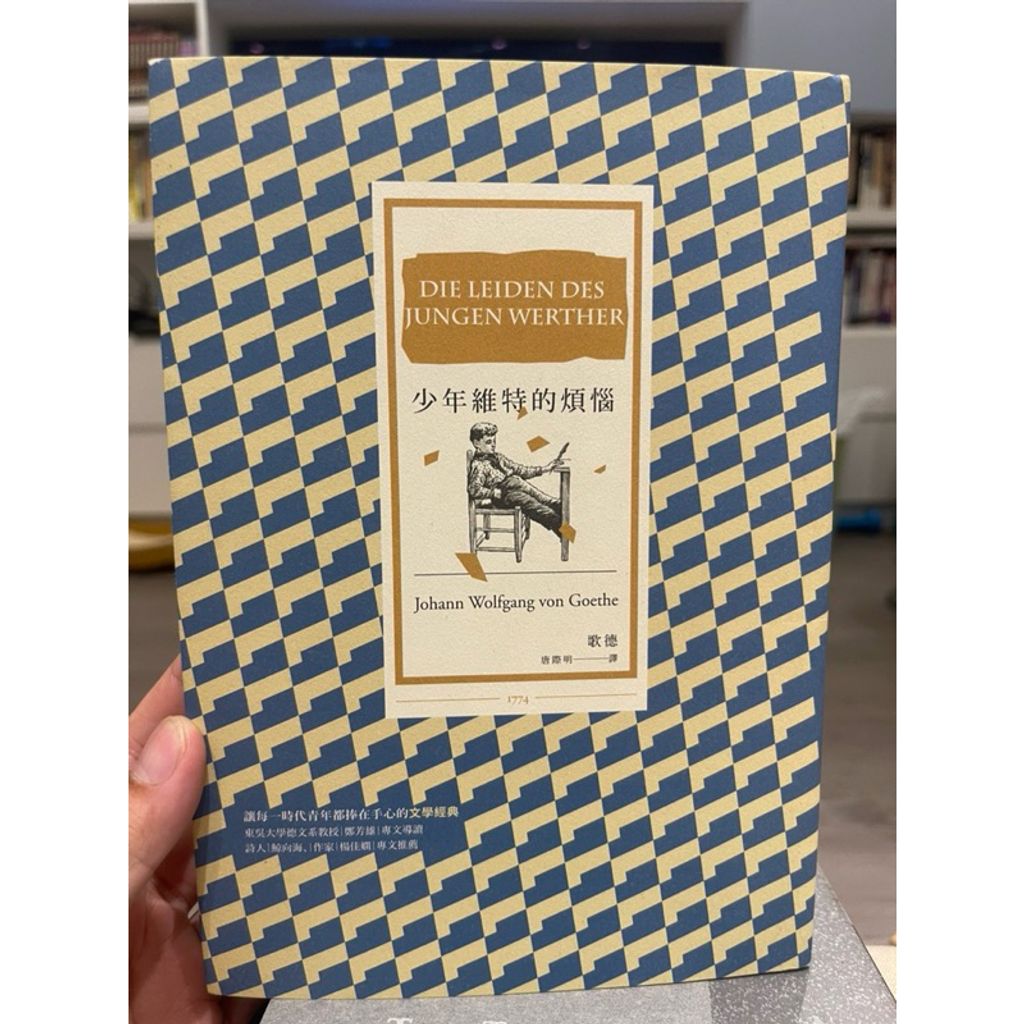 DIE LEIDEN DES
JUNGEN WERTHER
少年維特的煩惱
Johann Wolfgang von Goethe
歌德
唐際明——譯
1774
讓每一時代青年都捧在手心的文學經典
東吳大學德文系教授|鄭芳雄|專文導讀
詩人|鯨向海、|作家|楊佳嫻|專文推薦